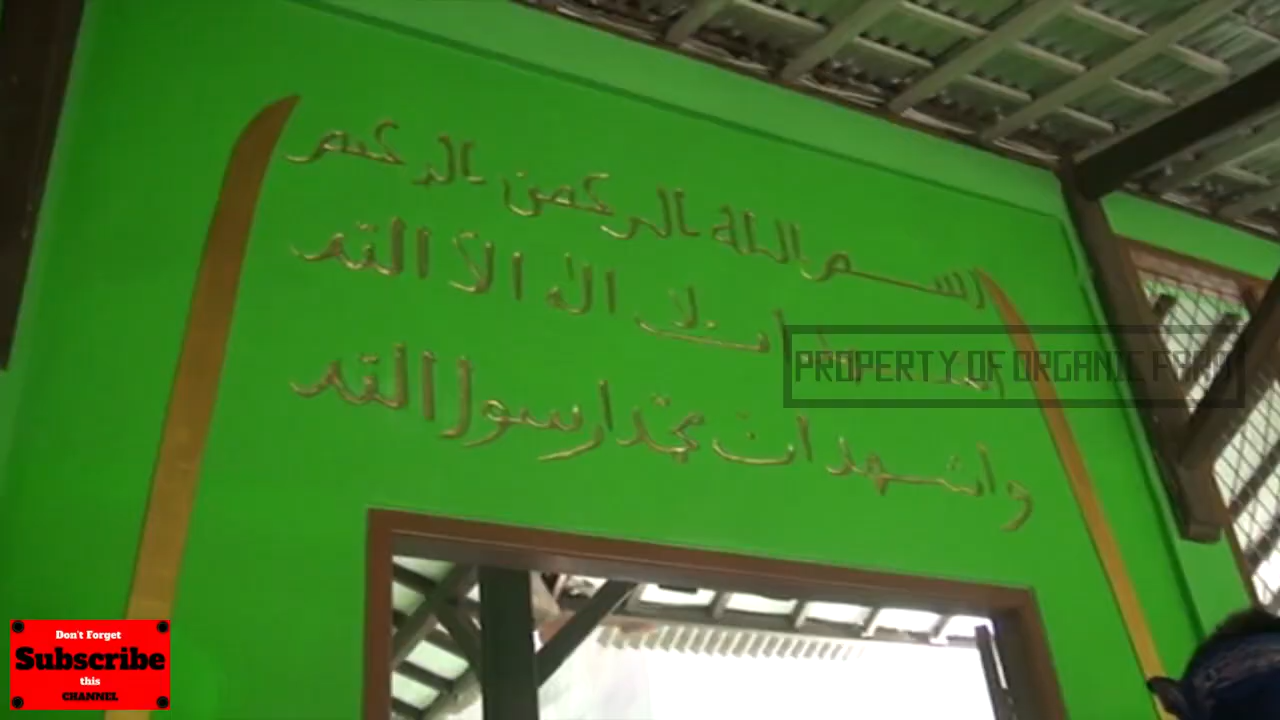 بسم الله الرحمن الرحيم
اشهد ان لا اله الا الله
واشهد ان محمدا رسول الله
PROPERTY OF ORGANIC FARO
Don't Forget
Subscribe
this
CHANNEL